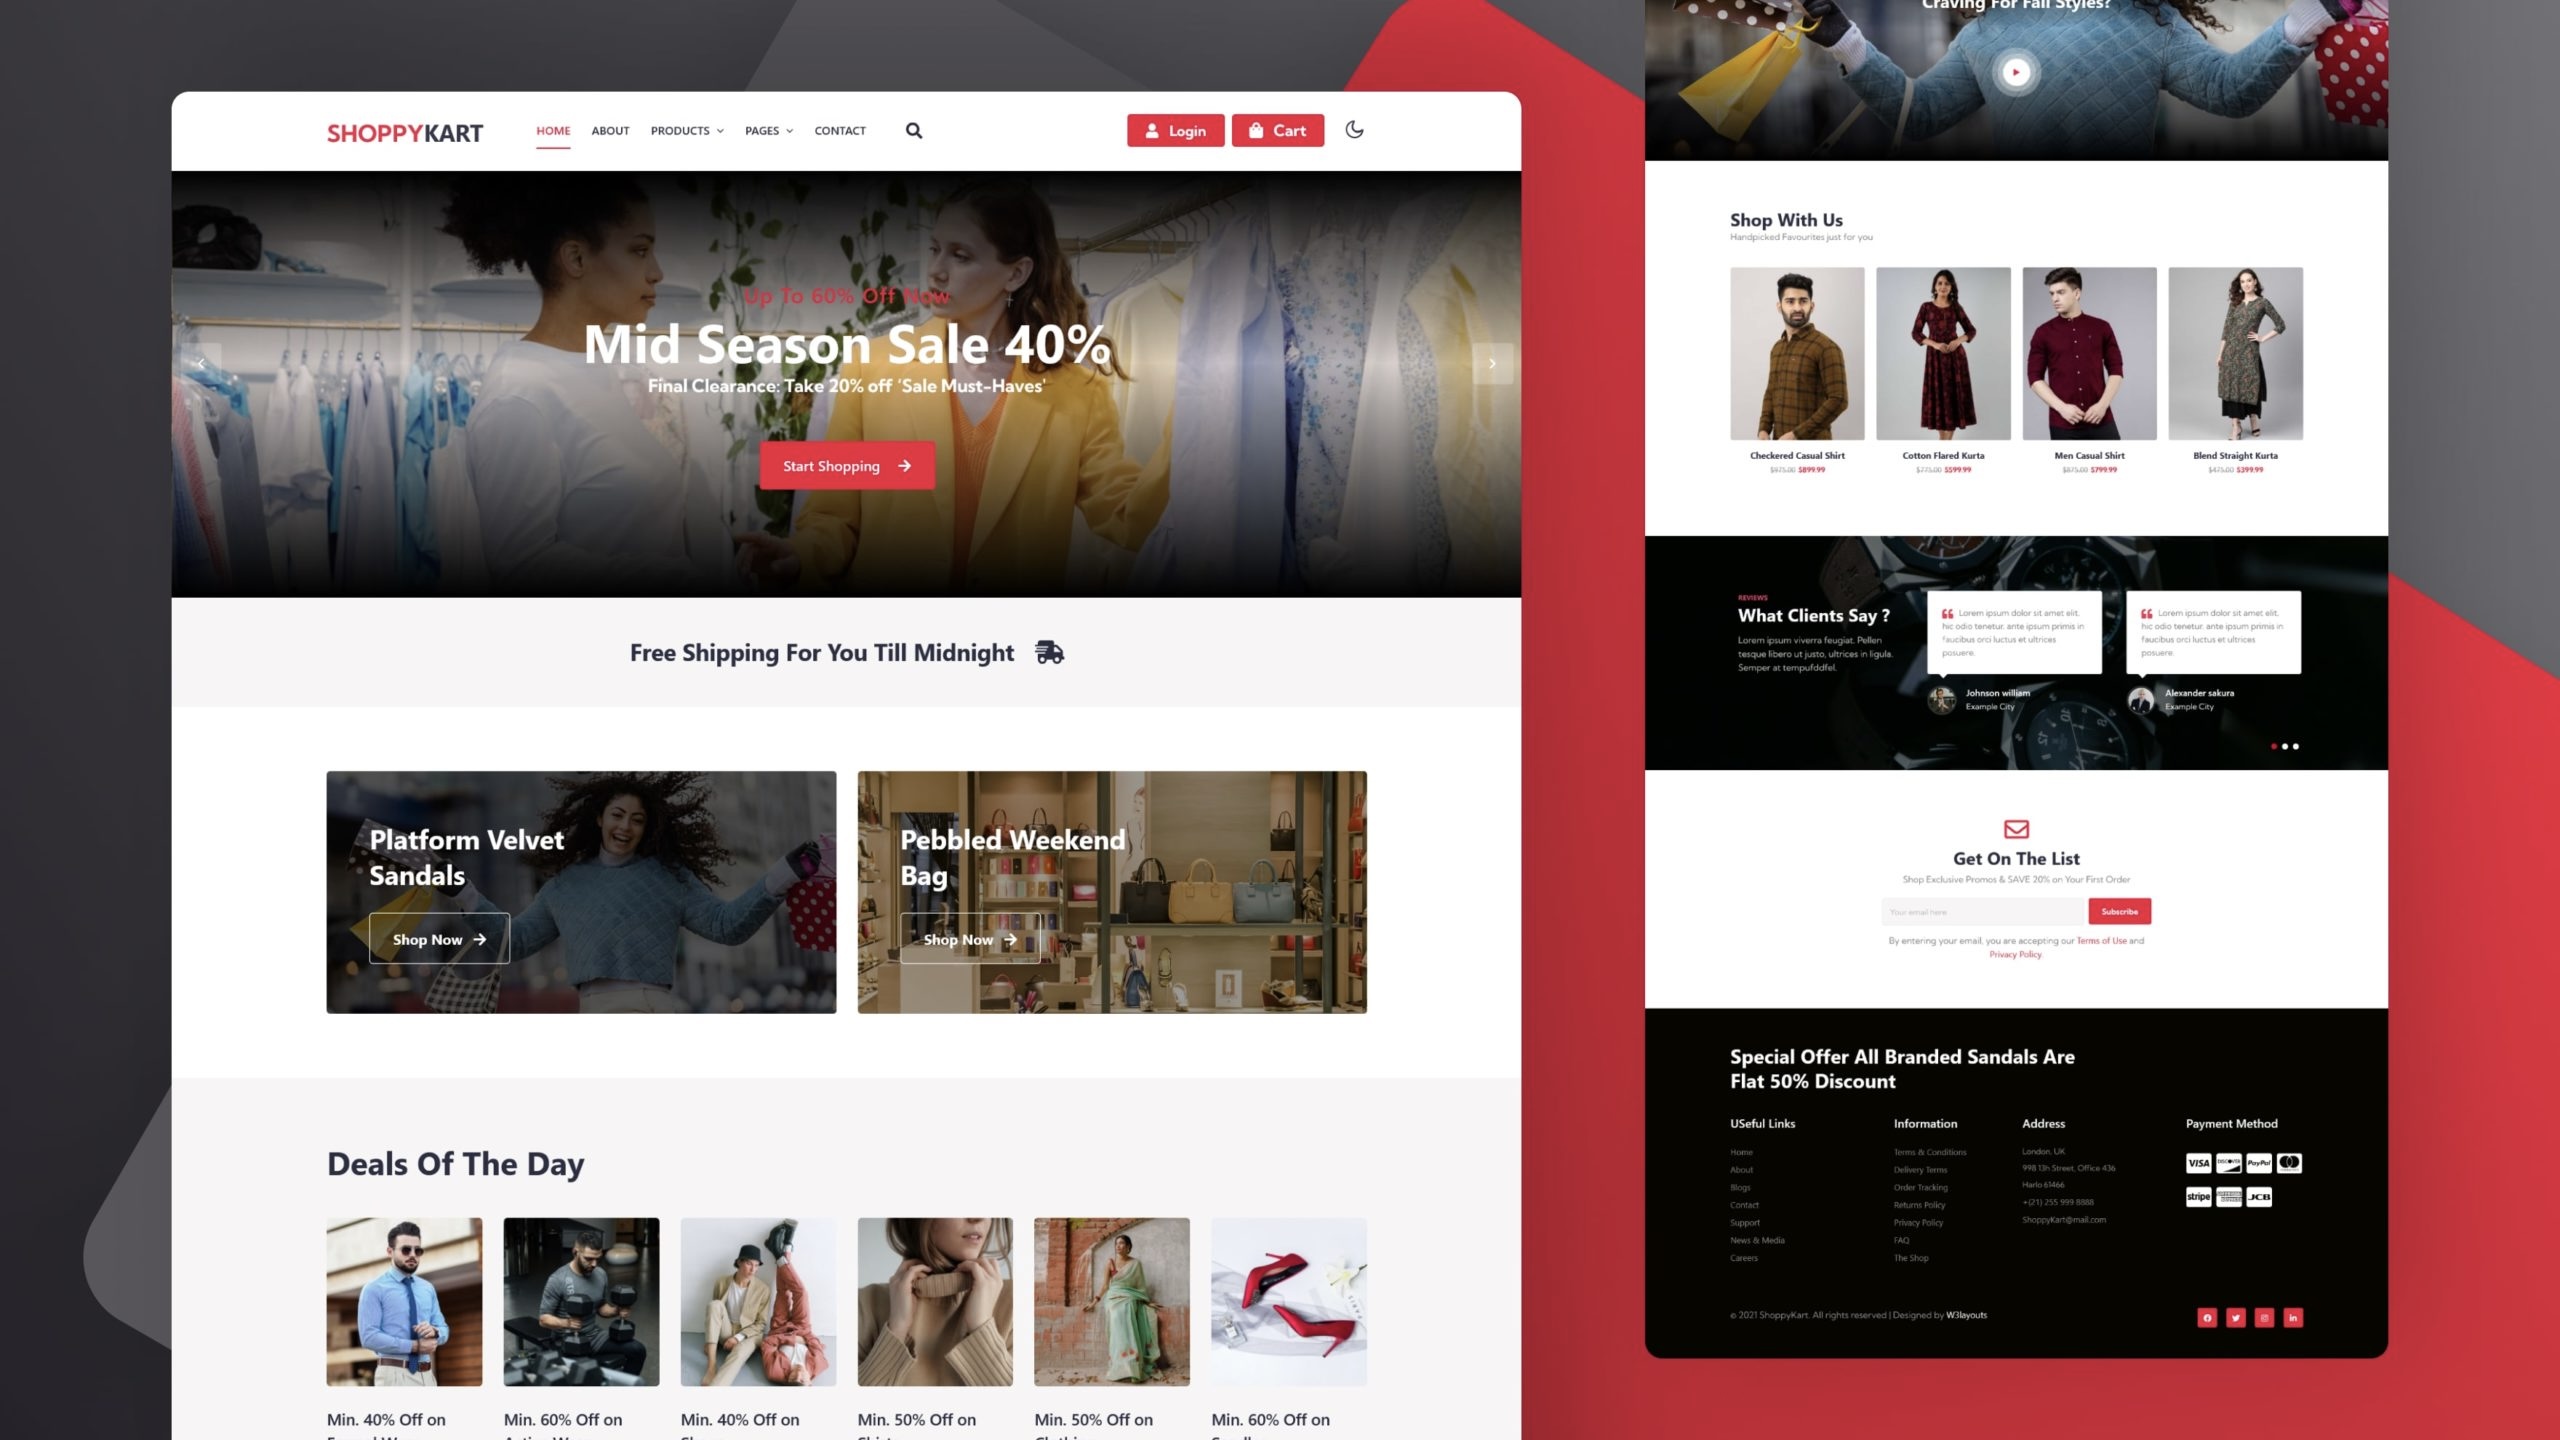 SHOPPYKART
HOME
ABOUT
PRODUCTS
PAGES
CONTACT
Login
Cart
Up To 60% Off Now
Mid Season Sale 40%
Final Clearance: Take 20% off ‘Sale Must-Haves'
Start Shopping
Free Shipping For You Till Midnight
Platform Velvet
Sandals
Shop Now
Pebbled Weekend
Bag
Shop Now
Deals Of The Day
Min. 40% Off on
Min. 60% Off on
Min. 40% Off on
Min. 50% Off on
Min. 50% Off on
Min. 60% Off on
Craving For Fall Styles?
Shop With Us
Handpicked Favourites just for you
Checkered Casual Shirt
$975.00 $899.99
Cotton Flared Kurta
$775.00 $599.99
Men Casual Shirt
$875.00 $799.99
Blend Straight Kurta
$475.00 $399.99
REVIEWS
What Clients Say ?
Lorem ipsum viverra feugiat. Pellen
tesque libero ut justo, ultrices in ligula.
Semper at tempufddfel.
Lorem ipsum dolor sit amet elit.
hic odio tenetur. ante ipsum primis in
faucibus orci luctus et ultrices
posuere.
Johnson william
Example City
Lorem ipsum dolor sit amet elit.
hic odio tenetur. ante ipsum primis in
faucibus orci luctus et ultrices
posuere.
Alexander sakura
Example City
Get On The List
Shop Exclusive Promos & SAVE 20% on Your First Order
Your email here
Subscribe
By entering your email, you are accepting our Terms of Use and
Privacy Policy.
Special Offer All Branded Sandals Are
Flat 50% Discount
USeful Links
Home
About
Blogs
Contact
Support
News & Media
Careers
Information
Terms & Conditions
Delivery Terms
Order Tracking
Returns Policy
Privacy Policy
FAQ
The Shop
Address
London, UK
998 13h Street, Office 436
Harlo 61466
+(21) 255 999 8888
ShoppyKart@mail.com
Payment Method
VISA
DISCOVER
PayPal
stripe
JCB
© 2021 ShoppyKart. All rights reserved | Designed by W3layouts